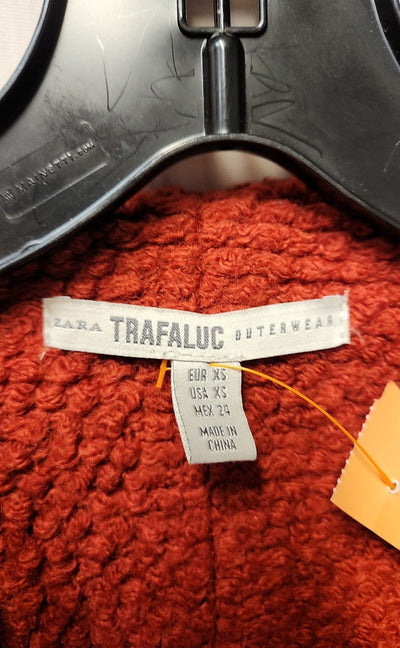 ZARA TRAFALUC OUTERWEAR
EUR XS
USA XS
MEX 24
MADE IN
CHINA